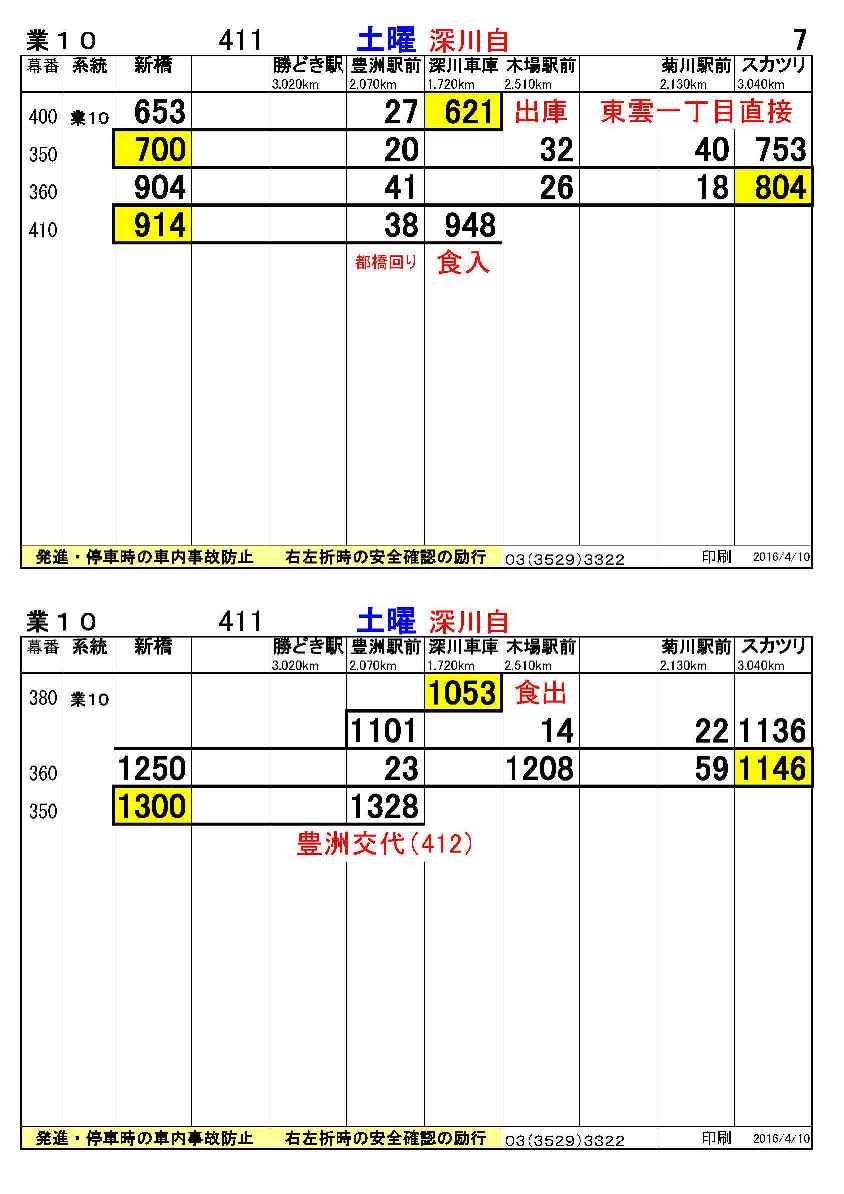 業１０ 411 土曜 深川自 7
幕番 系統 新橋 勝どき駅 豊洲駅前 深川車庫 木場駅前 菊川駅前 スカツリ
3.020km 2.070km 1.720km 2.510km 2.130km 3.040km
400 業10 653 27 621 出庫 東雲一丁目直接
350 700 20 32 40 753
360 904 41 26 18 804
410 914 38 948
都橋回り 食入
発進・停車時の車内事故防止 右左折時の安全確認の励行 03(3529)3322 印刷 2016/4/10
業１０ 411 土曜 深川自
幕番 系統 新橋 勝どき駅 豊洲駅前 深川車庫 木場駅前 菊川駅前 スカツリ
3.020km 2.070km 1.720km 2.510km 2.130km 3.040km
380 業10 1053 食出
1101 14 22 1136
360 1250 23 1208 59 1146
350 1300 1328
豊洲交代(412)
発進・停車時の車内事故防止 右左折時の安全確認の励行 03(3529)3322 印刷 2016/4/10